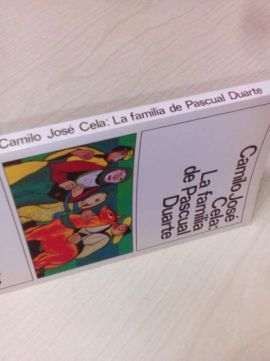 Camilo José Cela: La familia de Pascual Duarte
Camilo José
Cela:
La familia
de Pascual
Duarte